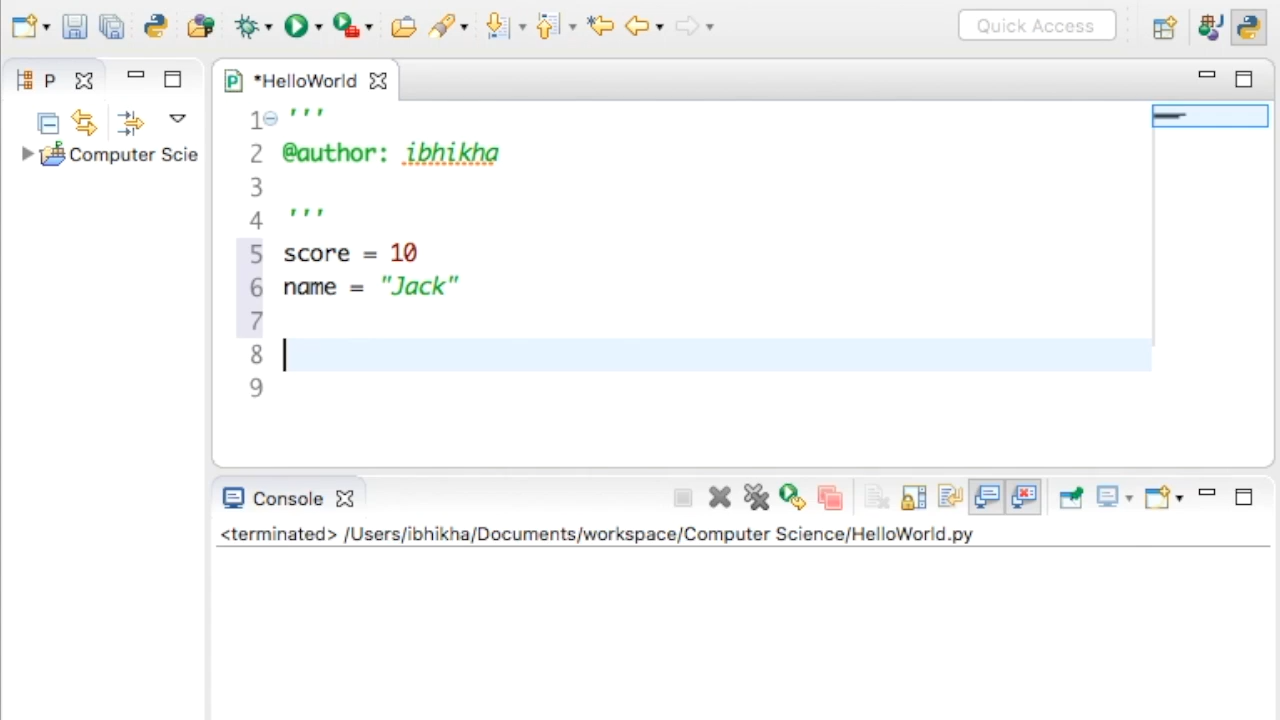 Quick Access
P
*HelloWorld
Computer Scie
1 '''
2 @author: ibhikha
3
4 '''
5 score = 10
6 name = "Jack"
7
8
9
Console
<terminated> /Users/ibhikha/Documents/workspace/Computer Science/HelloWorld.py